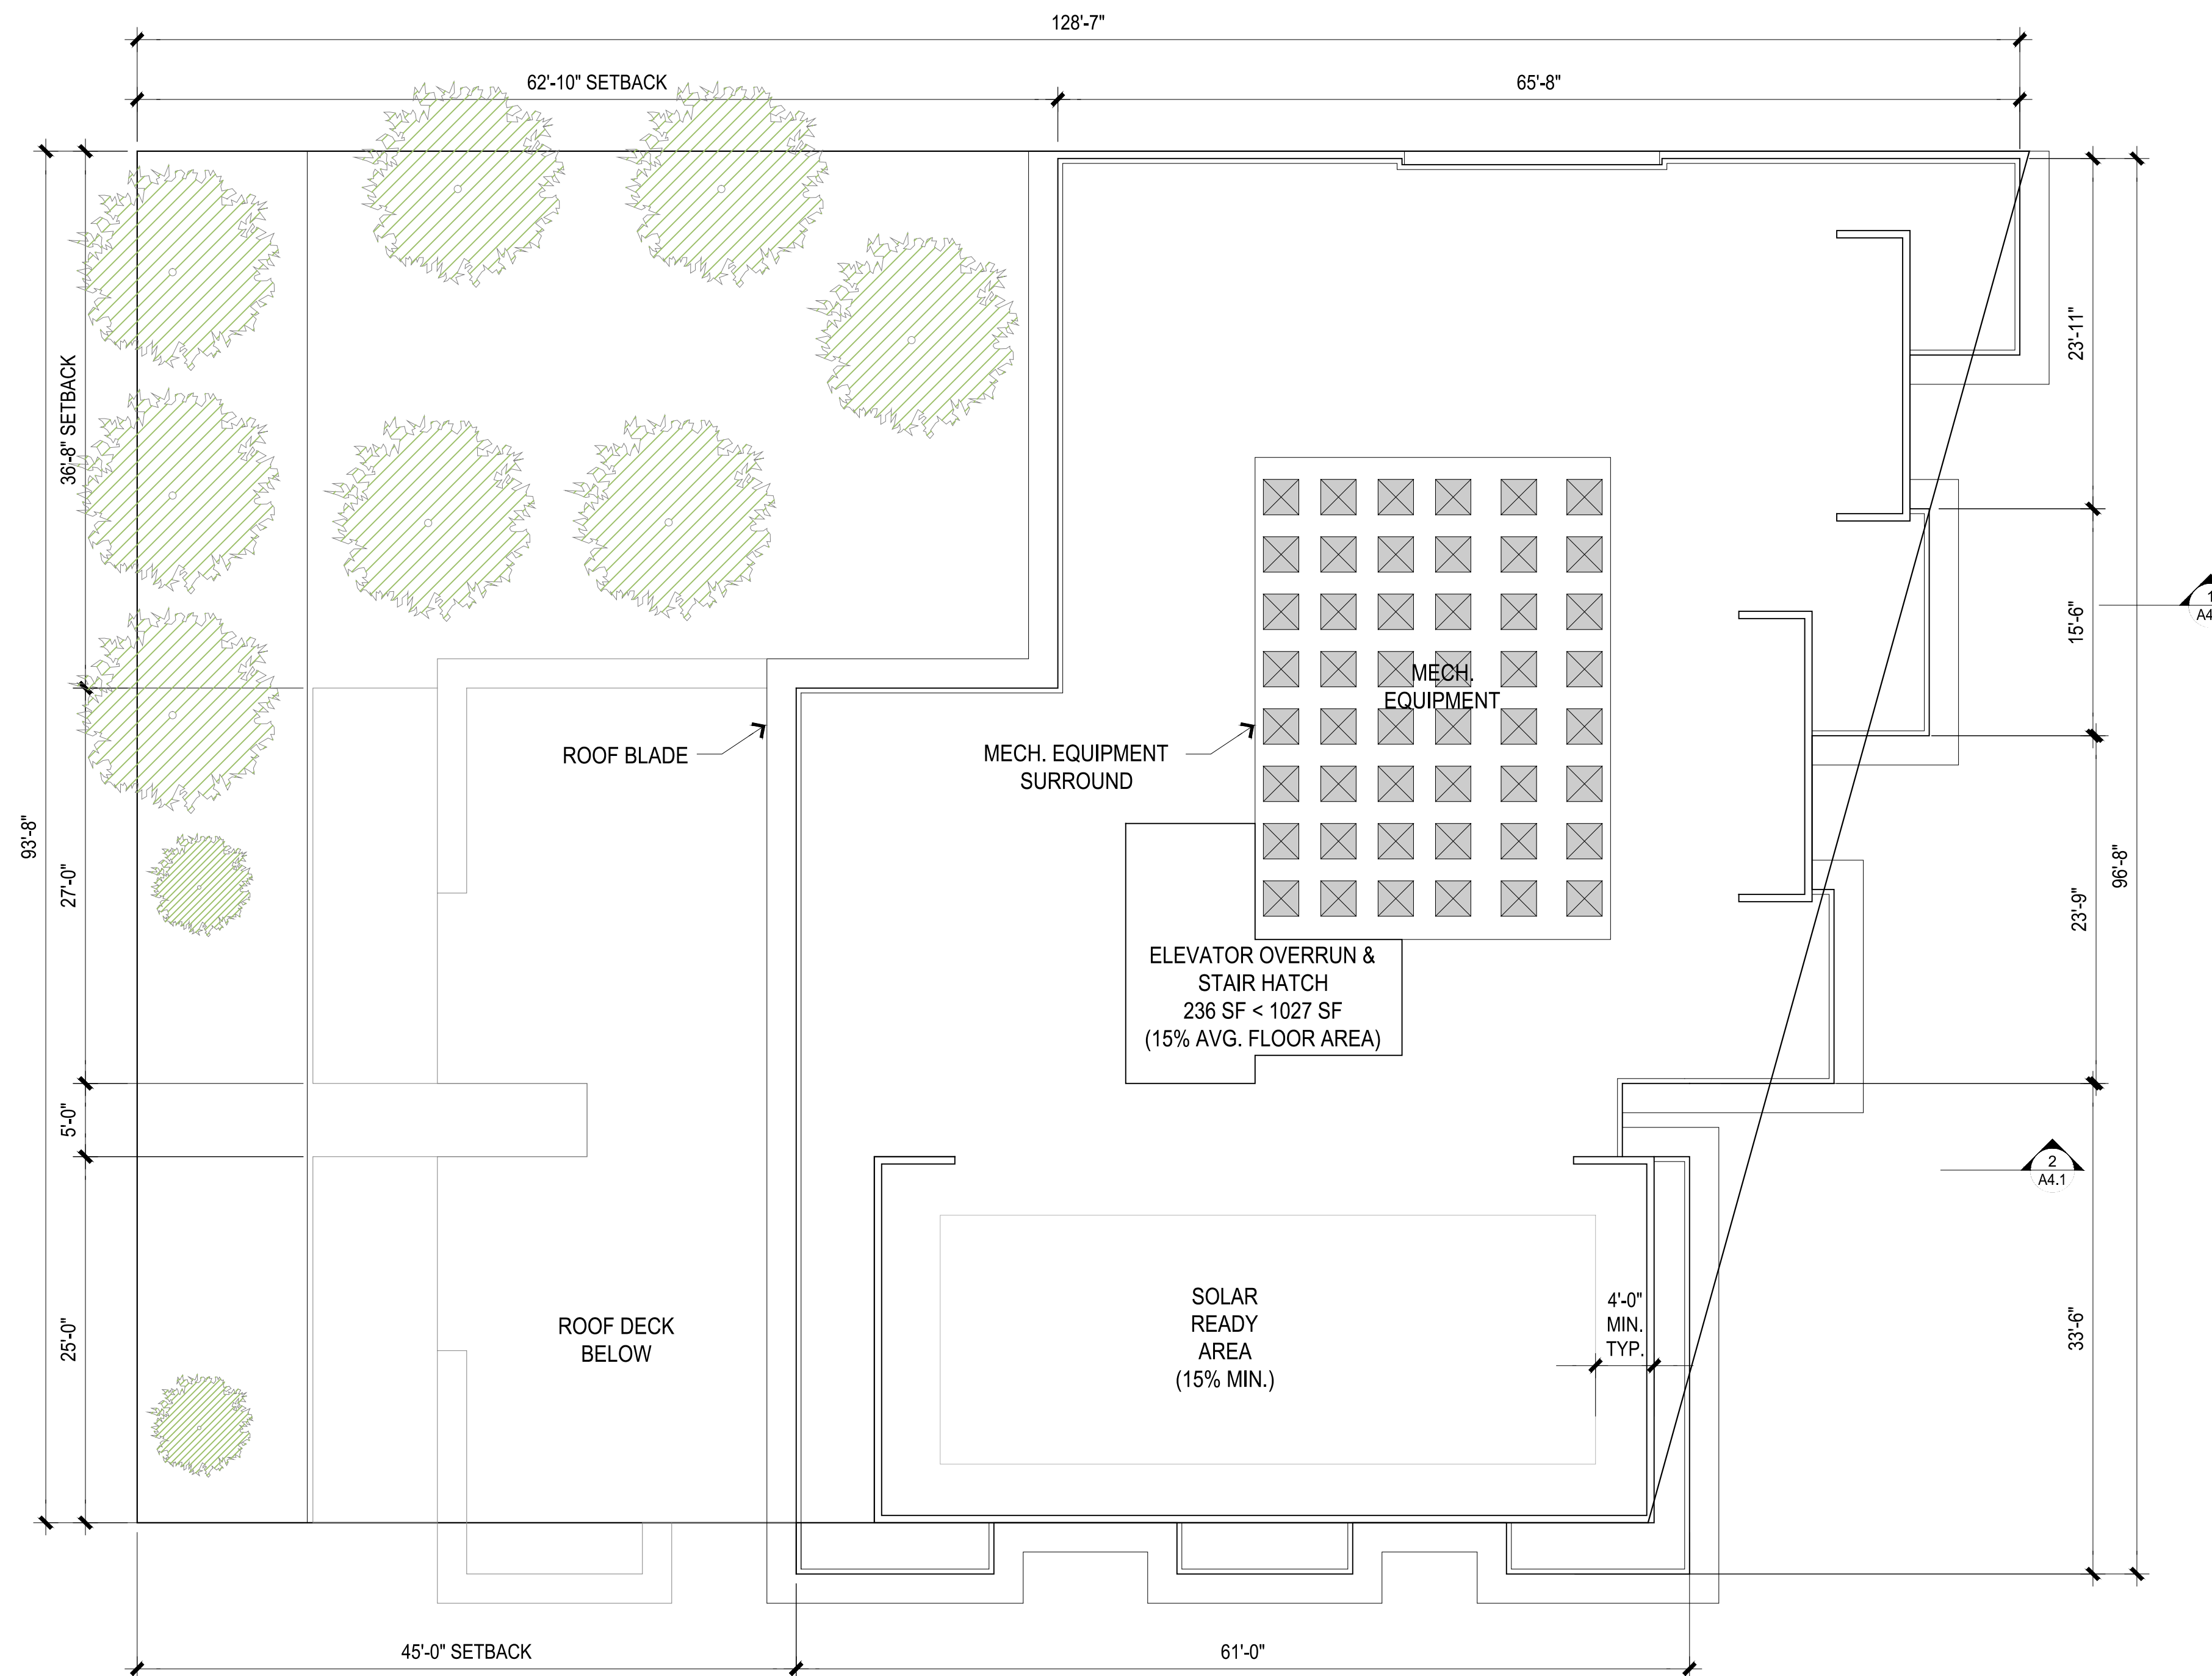 128'-7"
62'-10" SETBACK
65'-8"
36'-8" SETBACK
23'-11"
15'-6"
1
MECH.
EQUIPMENT
ROOF BLADE
MECH. EQUIPMENT
SURROUND
93'-8"
27'-0"
23'-9"
96'-8"
ELEVATOR OVERRUN &
STAIR HATCH
236 SF < 1027 SF
(15% AVG. FLOOR AREA)
5'-0"
2
A4.1
25'-0"
ROOF DECK
BELOW
SOLAR
READY
AREA
(15% MIN.)
4'-0"
MIN.
TYP.
33'-6"
45'-0" SETBACK
61'-0"